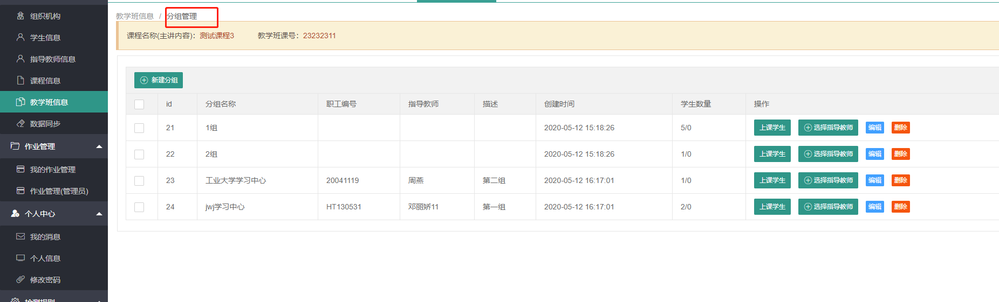 组织机构
学生信息
指导教师信息
课程信息
教学班信息
数据同步
作业管理
我的作业管理
作业管理(管理员)
个人中心
我的消息
个人信息
修改密码
检测规则
教学班信息 / 分组管理
课程名称(主讲内容)：测试课程3 教学班课号：23232311
新建分组
id 分组名称 职工编号 指导教师 描述 创建时间 学生数量 操作
21 1组 2020-05-12 15:18:26 5/0 上课学生 选择指导教师 编辑 删除
22 2组 2020-05-12 15:18:26 1/0 上课学生 选择指导教师 编辑 删除
23 工业大学学习中心 20041119 周燕 第二组 2020-05-12 16:17:01 1/0 上课学生 选择指导教师 编辑 删除
24 jwj学习中心 HT130531 邓丽娇11 第一组 2020-05-12 16:17:01 2/0 上课学生 选择指导教师 编辑 删除